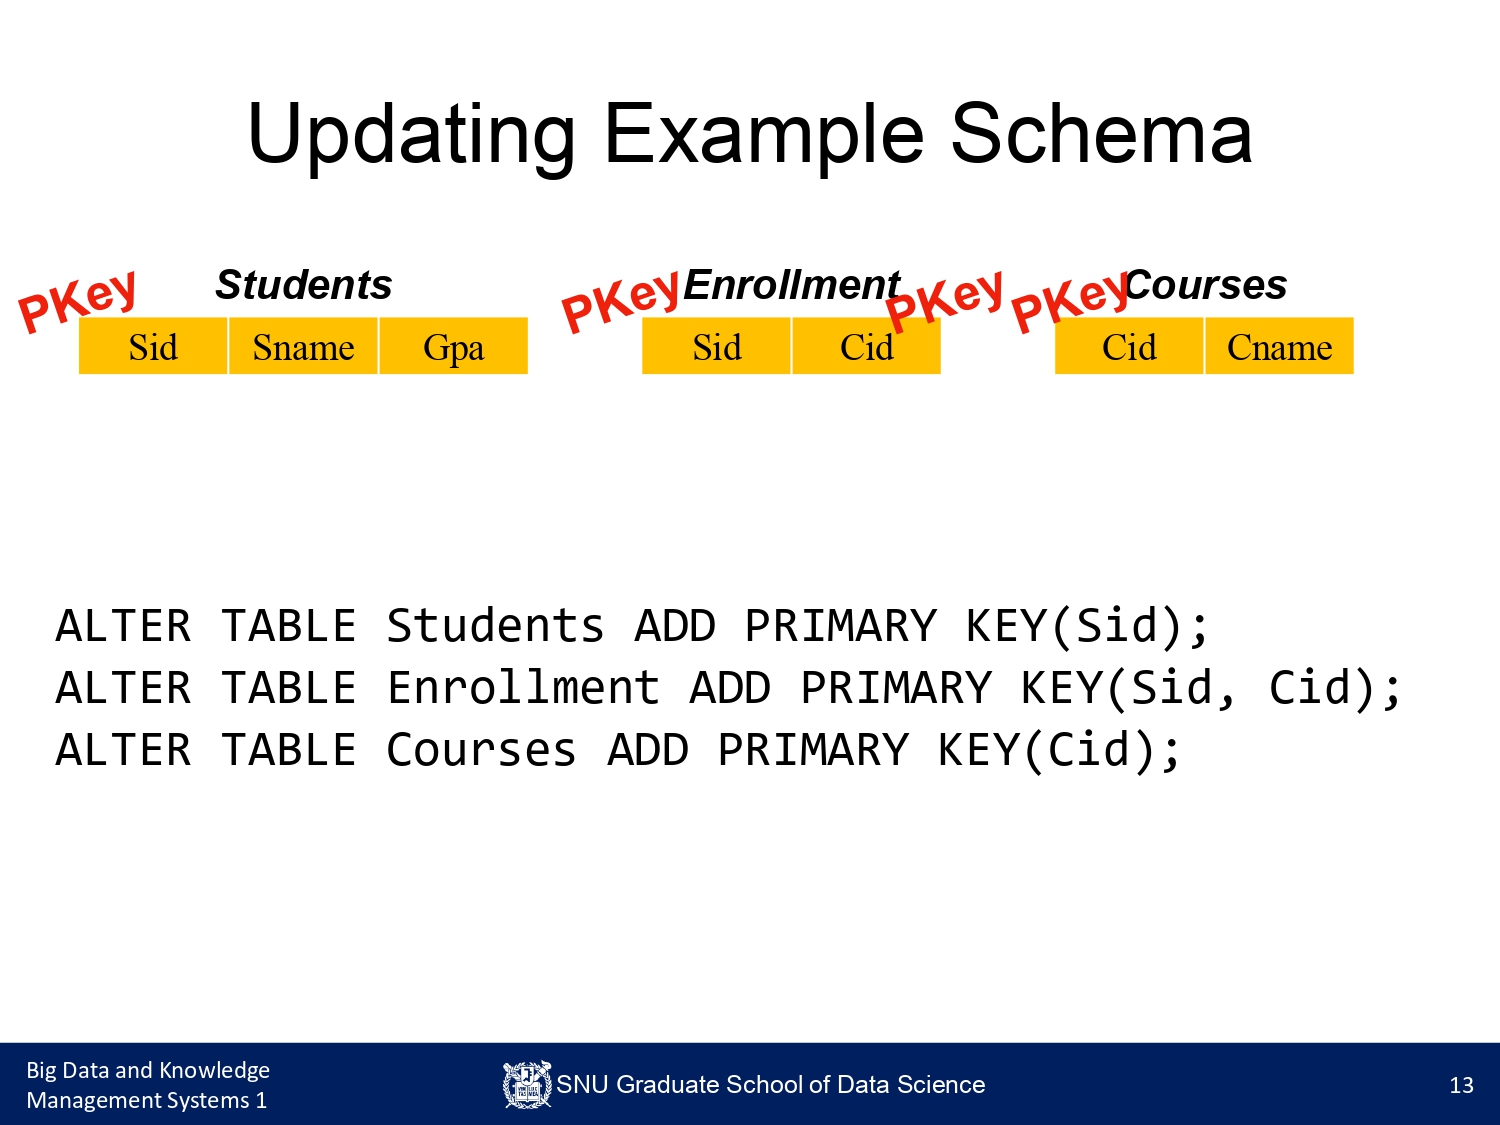 Updating Example Schema
PKey Students
Sid Sname Gpa
PKey Enrollment PKey
Sid Cid
PKey Courses
Cid Cname
ALTER TABLE Students ADD PRIMARY KEY(Sid);
ALTER TABLE Enrollment ADD PRIMARY KEY(Sid, Cid);
ALTER TABLE Courses ADD PRIMARY KEY(Cid);
Big Data and Knowledge
Management Systems 1
SNU Graduate School of Data Science
13